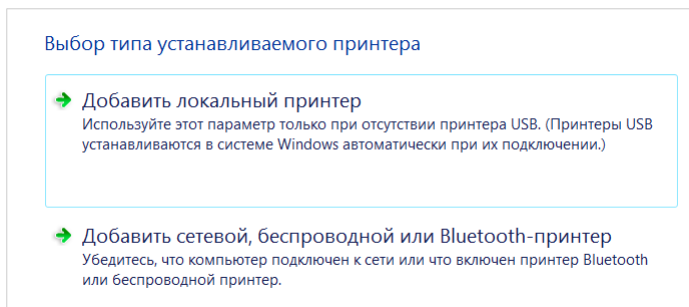 Выбор типа устанавливаемого принтера
Добавить локальный принтер
Используйте этот параметр только при отсутствии принтера USB. (Принтеры USB
устанавливаются в системе Windows автоматически при их подключении.)
Добавить сетевой, беспроводной или Bluetooth-принтер
Убедитесь, что компьютер подключен к сети или что включен принтер Bluetooth
или беспроводной принтер.